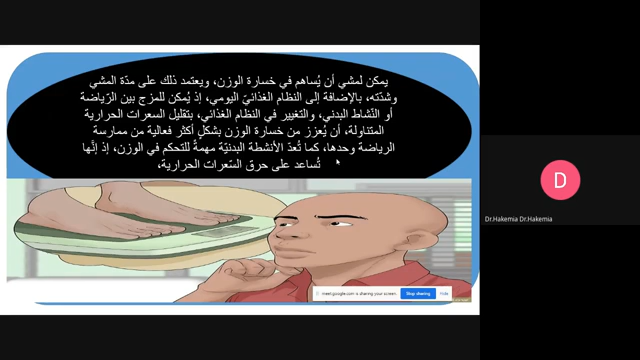 يمكن لمشي أن يُساهم في خسارة الوزن، ويعتمد ذلك على مدّة المشي
وشدّته، بالإضافة إلى النظام الغذائيّ اليومي، إذ يُمكن للمزج بين الرّياضة
أو النّشاط البدني، والتغيير في النظام الغذائي، بتقليل السعرات الحرارية
المتناولة، أن يُعزز من خسارة الوزن بشكلٍ أكثر فعالية من ممارسة
الرياضة وحدها، كما تُعدّ الأنشطة البدنيّة مهمةً للتحكم في الوزن، إذ إنَّها
تُساعد على حرق السّعرات الحرارية،
meet.google.com is sharing your screen.
Stop sharing
Hide
D
Dr.Hakemia Dr.Hakemia